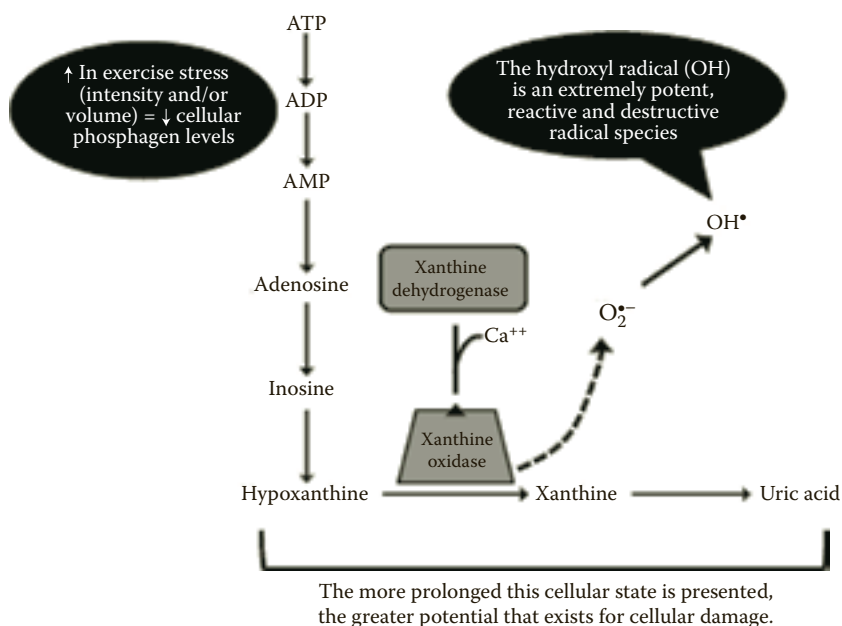 ATP
↑ In exercise stress
(intensity and/or
volume) = ↓ cellular
phosphagen levels
ADP
AMP
Adenosine
Inosine
Hypoxanthine
Xanthine
dehydrogenase
Ca⁺⁺
Xanthine
oxidase
Xanthine
Uric acid
The hydroxyl radical (OH)
is an extremely potent,
reactive and destructive
radical species
OH•
O₂•−
The more prolonged this cellular state is presented,
the greater potential that exists for cellular damage.